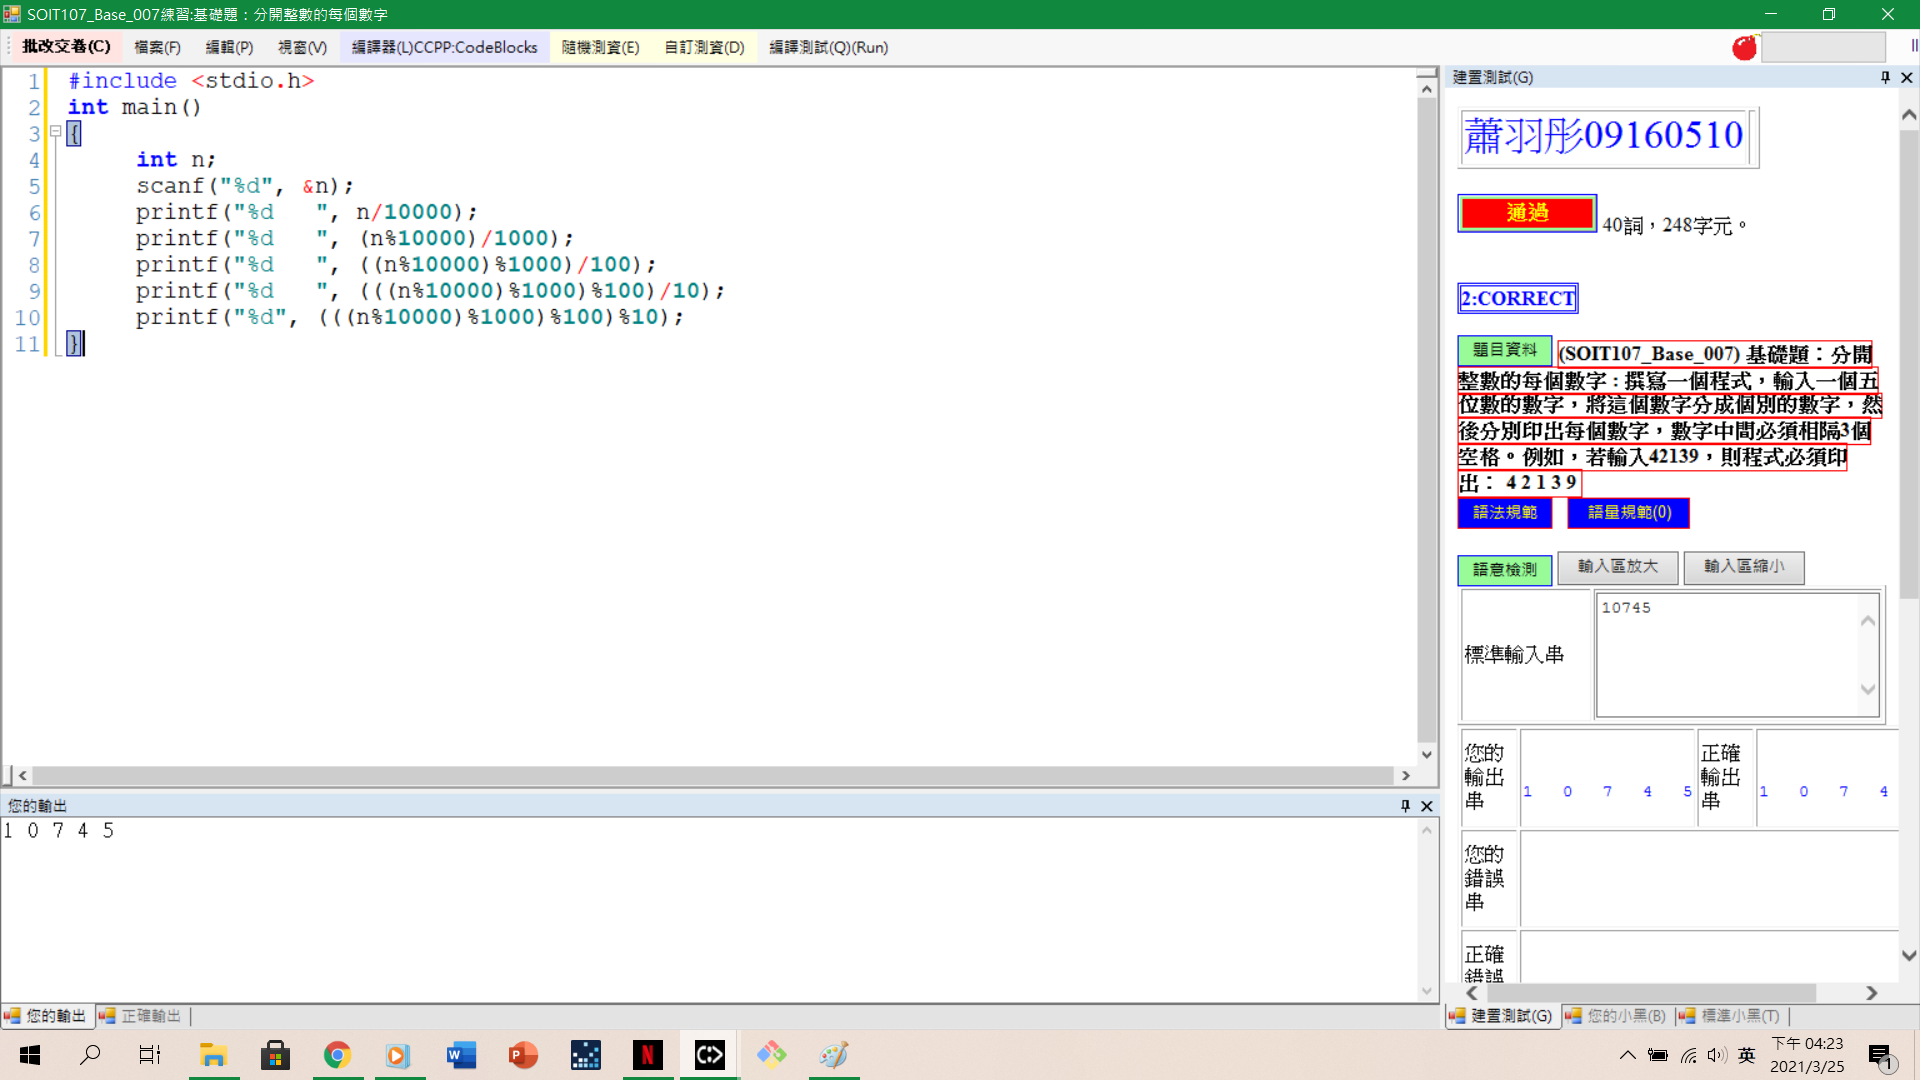 SOIT107_Base_007練習:基礎題：分開整數的每個數字
批改交卷(C) 檔案(F) 編輯(P) 視窗(V) 編譯器(L)CCPP:CodeBlocks 隨機測資(E) 自訂測資(D) 編譯測試(Q)(Run)
1 #include <stdio.h>
2 int main()
3 {
4 int n;
5 scanf("%d", &n);
6 printf("%d   ", n/10000);
7 printf("%d   ", (n%10000)/1000);
8 printf("%d   ", ((n%10000)%1000)/100);
9 printf("%d   ", (((n%10000)%1000)%100)/10);
10 printf("%d", (((n%10000)%1000)%100)%10);
11 }
您的輸出
1 0 7 4 5
您的輸出 正確輸出
建置測試(G)
蕭羽彤09160510
通過 40詞，248字元。
2:CORRECT
題目資料 (SOIT107_Base_007) 基礎題：分開
整數的每個數字：撰寫一個程式，輸入一個五
位數的數字，將這個數字分成個別的數字，然
後分別印出每個數字，數字中間必須相隔3個
空格。例如，若輸入42139，則程式必須印
出： 4 2 1 3 9
語法規範 語量規範(0)
語意檢測 輸入區放大 輸入區縮小
標準輸入串
10745
您的
輸出
串
1 0 7 4 5
正確
輸出
串
1 0 7 4
您的
錯誤
串
正確
錯誤
建置測試(G) 您的小黑(B) 標準小黑(T)
英
下午 04:23
2021/3/25
1